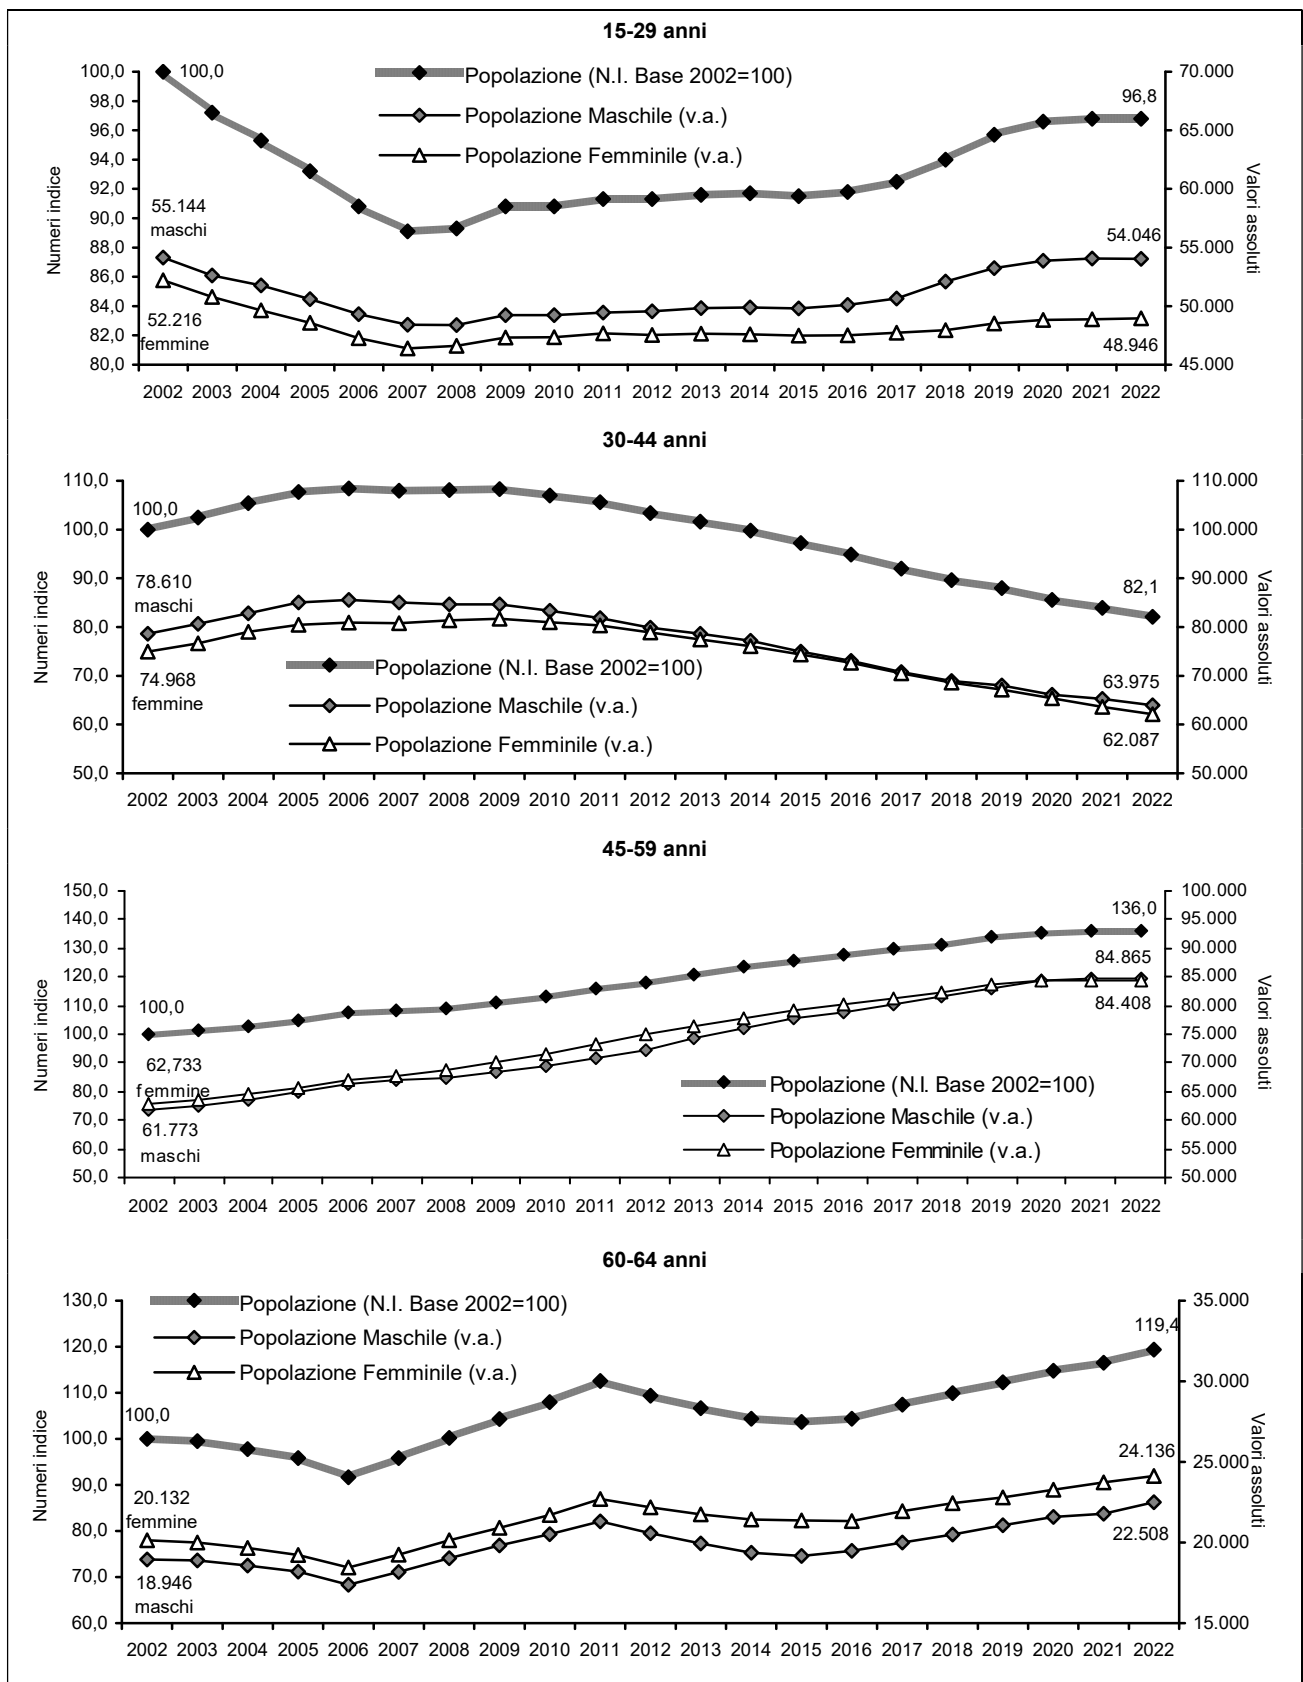 15-29 anni
100,0
98,0
96,0
94,0
92,0
90,0
88,0
86,0
84,0
82,0
80,0
Numeri indice
70.000
65.000
60.000
55.000
50.000
45.000
Valori assoluti
Popolazione (N.I. Base 2002=100)
Popolazione Maschile (v.a.)
Popolazione Femminile (v.a.)
100,0
96,8
55.144
maschi
54.046
52.216
femmine
48.946
2002 2003 2004 2005 2006 2007 2008 2009 2010 2011 2012 2013 2014 2015 2016 2017 2018 2019 2020 2021 2022
30-44 anni
110,0
100,0
90,0
80,0
70,0
60,0
50,0
Numeri indice
110.000
100.000
90.000
80.000
70.000
60.000
50.000
Valori assoluti
100,0
82,1
78.610
maschi
74.968
femmine
63.975
62.087
Popolazione (N.I. Base 2002=100)
Popolazione Maschile (v.a.)
Popolazione Femminile (v.a.)
2002 2003 2004 2005 2006 2007 2008 2009 2010 2011 2012 2013 2014 2015 2016 2017 2018 2019 2020 2021 2022
45-59 anni
150,0
140,0
130,0
120,0
110,0
100,0
90,0
80,0
70,0
60,0
50,0
Numeri indice
100.000
95.000
90.000
85.000
80.000
75.000
70.000
65.000
60.000
55.000
50.000
Valori assoluti
136,0
84.865
84.408
100,0
62,733
femmine
61.773
maschi
Popolazione (N.I. Base 2002=100)
Popolazione Maschile (v.a.)
Popolazione Femminile (v.a.)
2002 2003 2004 2005 2006 2007 2008 2009 2010 2011 2012 2013 2014 2015 2016 2017 2018 2019 2020 2021 2022
60-64 anni
130,0
120,0
110,0
100,0
90,0
80,0
70,0
60,0
Numeri indice
35.000
30.000
25.000
20.000
15.000
Valori assoluti
Popolazione (N.I. Base 2002=100)
Popolazione Maschile (v.a.)
Popolazione Femminile (v.a.)
119,4
100,0
24.136
20.132
femmine
22.508
18.946
maschi
2002 2003 2004 2005 2006 2007 2008 2009 2010 2011 2012 2013 2014 2015 2016 2017 2018 2019 2020 2021 2022